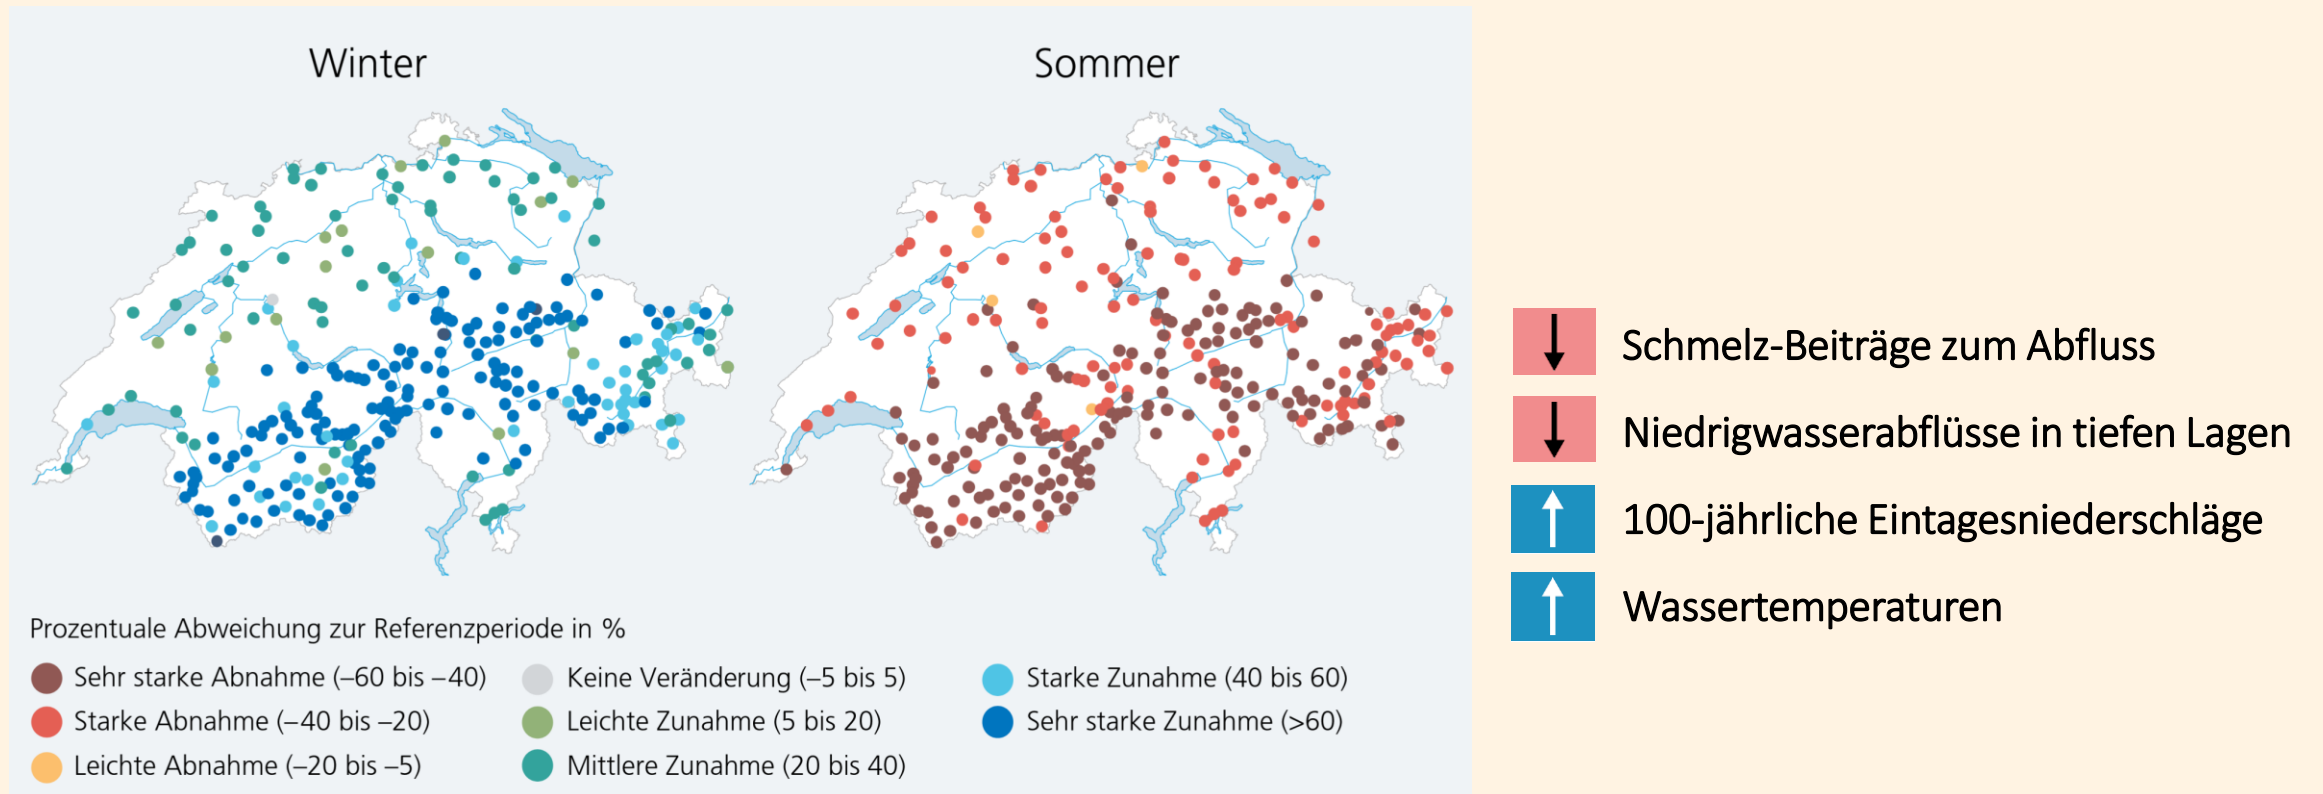 Winter
Sommer
Prozentuale Abweichung zur Referenzperiode in %
Sehr starke Abnahme (–60 bis –40)
Starke Abnahme (–40 bis –20)
Leichte Abnahme (–20 bis –5)
Keine Veränderung (–5 bis 5)
Leichte Zunahme (5 bis 20)
Mittlere Zunahme (20 bis 40)
Starke Zunahme (40 bis 60)
Sehr starke Zunahme (>60)
Schmelz-Beiträge zum Abfluss
Niedrigwasserabflüsse in tiefen Lagen
100-jährliche Eintagesniederschläge
Wassertemperaturen